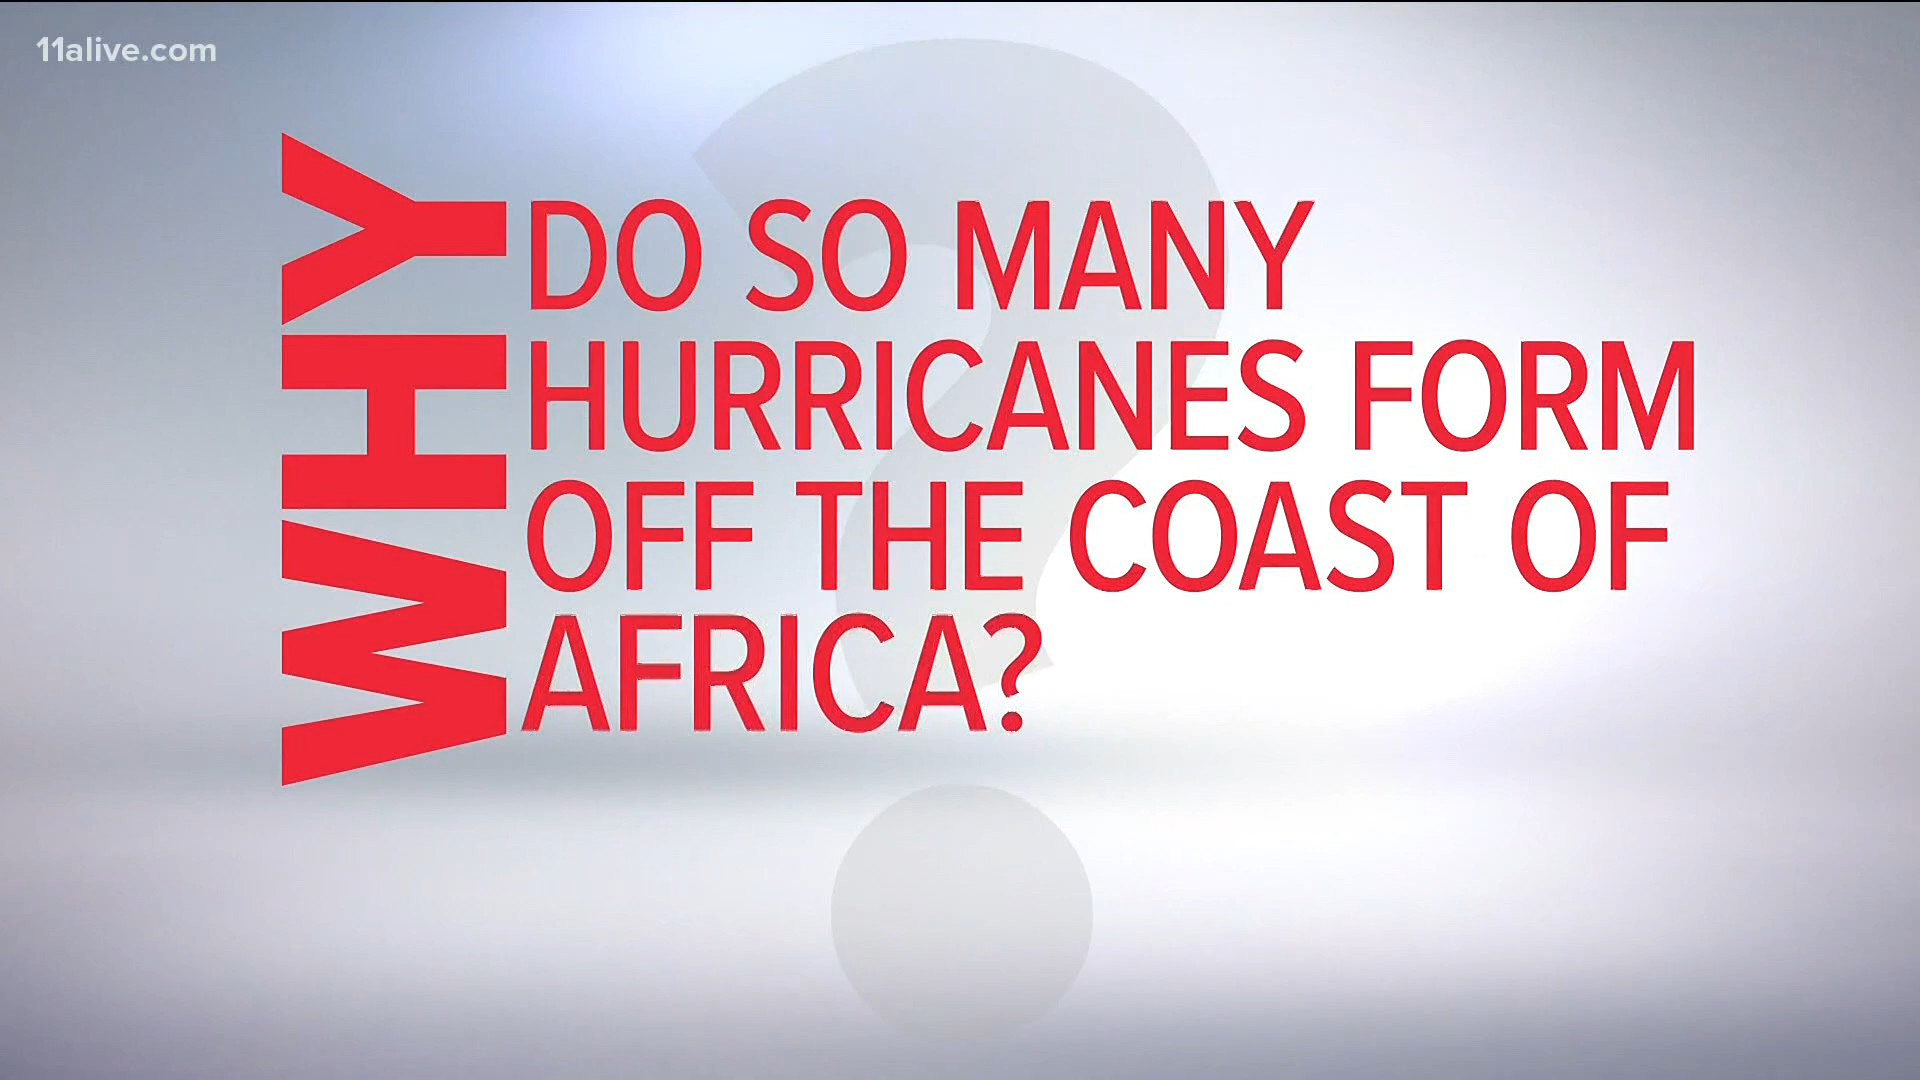 11alive.com
WHY
DO SO MANY
HURRICANES FORM
OFF THE COAST OF
AFRICA?